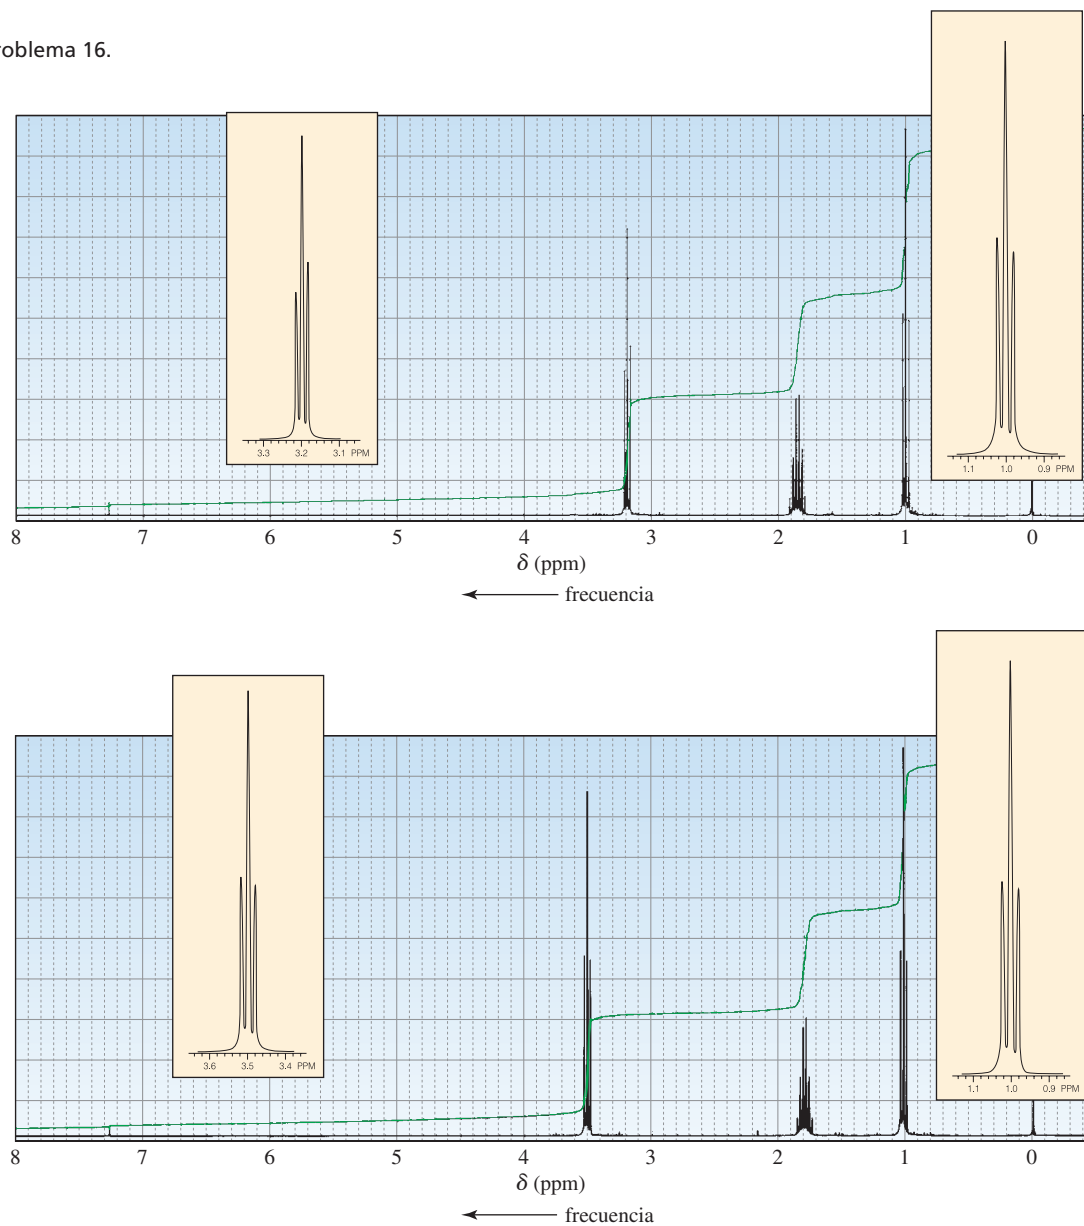 roblema 16.
3.3 3.2 3.1 PPM
1.1 1.0 0.9 PPM
8 7 6 5 4 3 2 1 0
δ (ppm)
frecuencia
3.6 3.5 3.4 PPM
1.1 1.0 0.9 PPM
8 7 6 5 4 3 2 1 0
δ (ppm)
frecuencia